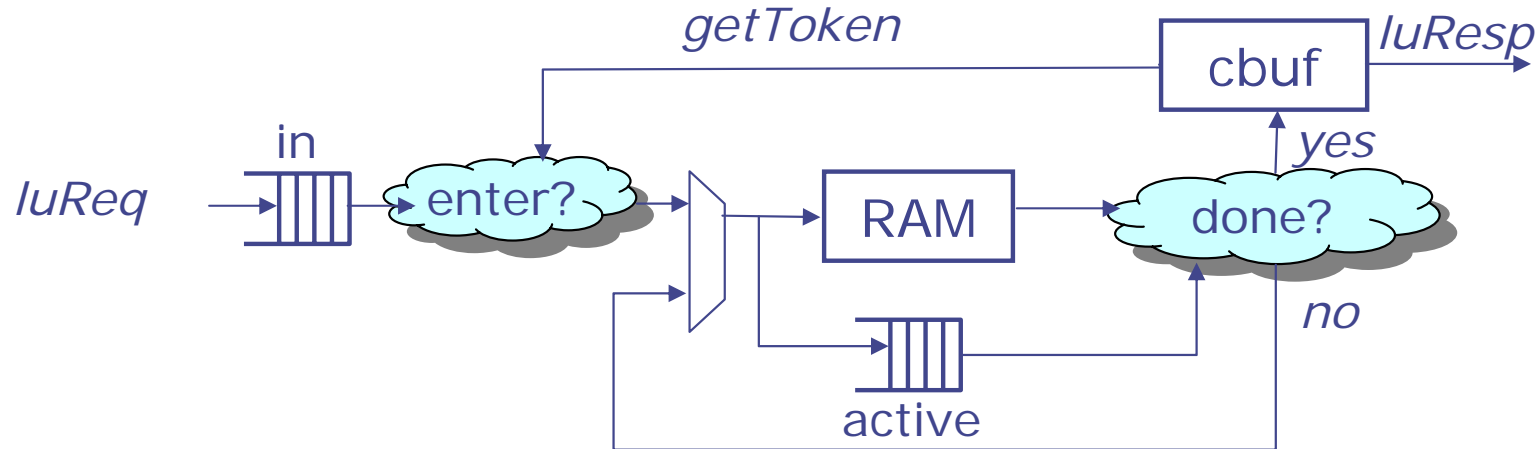 getToken
cbuf
luResp
in
yes
luReq
enter?
RAM
done?
no
active